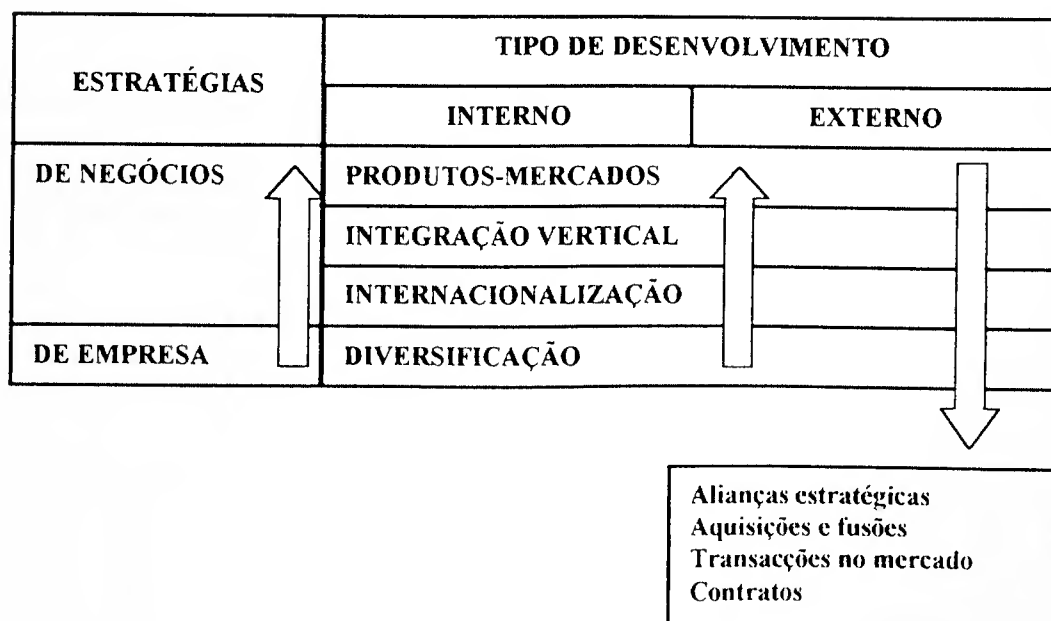 ESTRATÉGIAS
TIPO DE DESENVOLVIMENTO
INTERNO
EXTERNO
DE NEGÓCIOS
PRODUTOS-MERCADOS
INTEGRAÇÃO VERTICAL
INTERNACIONALIZAÇÃO
DE EMPRESA
DIVERSIFICAÇÃO
Alianças estratégicas
Aquisições e fusões
Transacções no mercado
Contratos